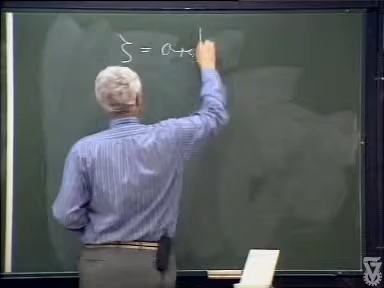 ζ = a+